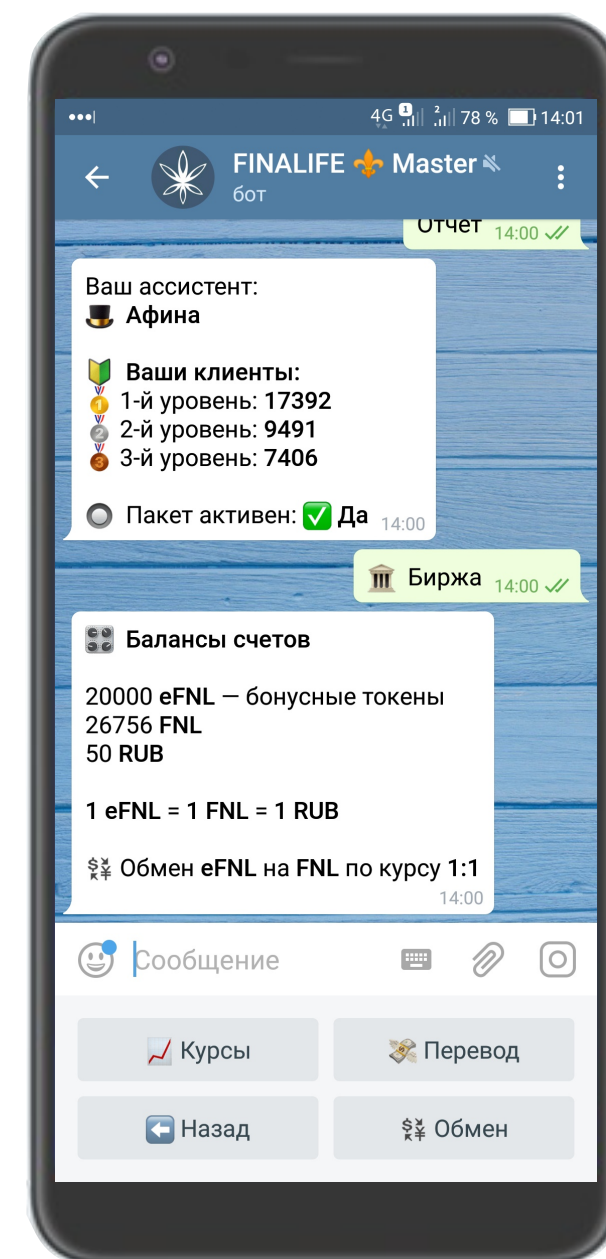 4G 1 2 78 % 14:01
FINALIFE ⚜ Master
бот
Отчет 14:00
Ваш ассистент:
🎩 Афина
🔰 Ваши клиенты:
🥇 1-й уровень: 17392
🥈 2-й уровень: 9491
🥉 3-й уровень: 7406
🔘 Пакет активен: ✅ Да 14:00
🏛 Биржа 14:00
🎛 Балансы счетов
20000 eFNL — бонусные токены
26756 FNL
50 RUB
1 eFNL = 1 FNL = 1 RUB
💱 Обмен eFNL на FNL по курсу 1:1
14:00
Сообщение
📈 Курсы
💸 Перевод
⬅ Назад
💱 Обмен